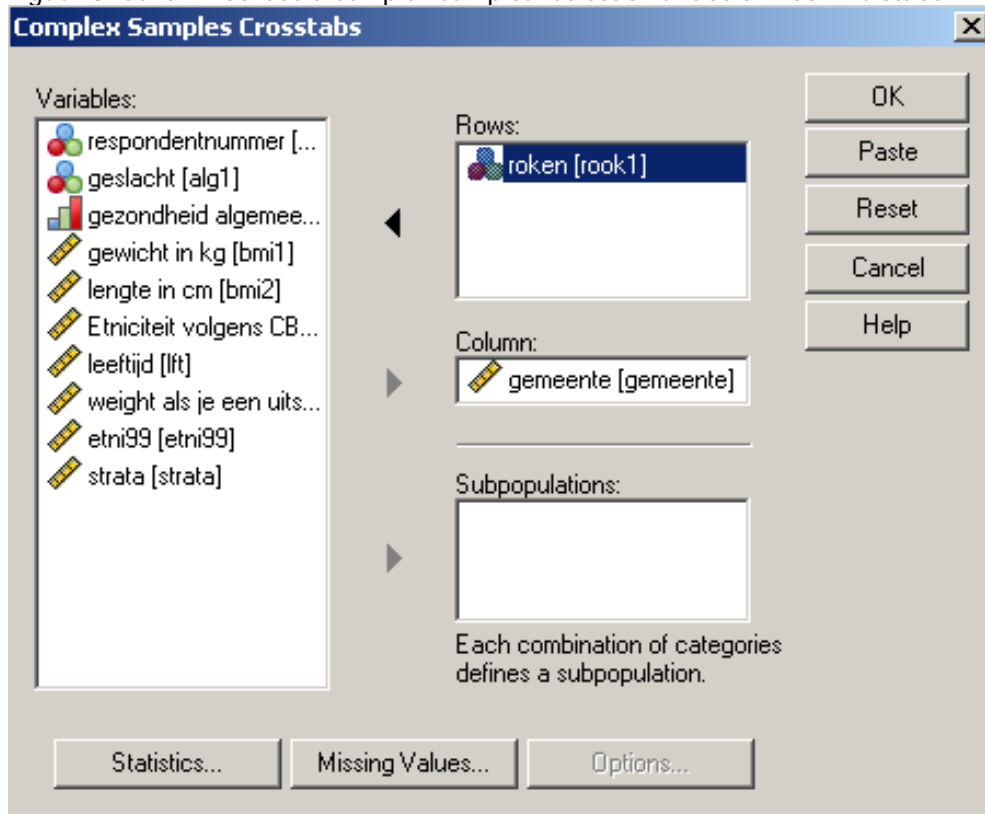 Complex Samples Crosstabs
Variables:
respondentnummer [...
geslacht [alg1]
gezondheid algemee...
gewicht in kg [bmi1]
lengte in cm [bmi2]
Etniciteit volgens CB...
leeftijd [lft]
weight als je een uits...
etni99 [etni99]
strata [strata]
Rows:
roken [rook1]
Column:
gemeente [gemeente]
Subpopulations:
Each combination of categories
defines a subpopulation.
OK
Paste
Reset
Cancel
Help
Statistics...
Missing Values...
Options...